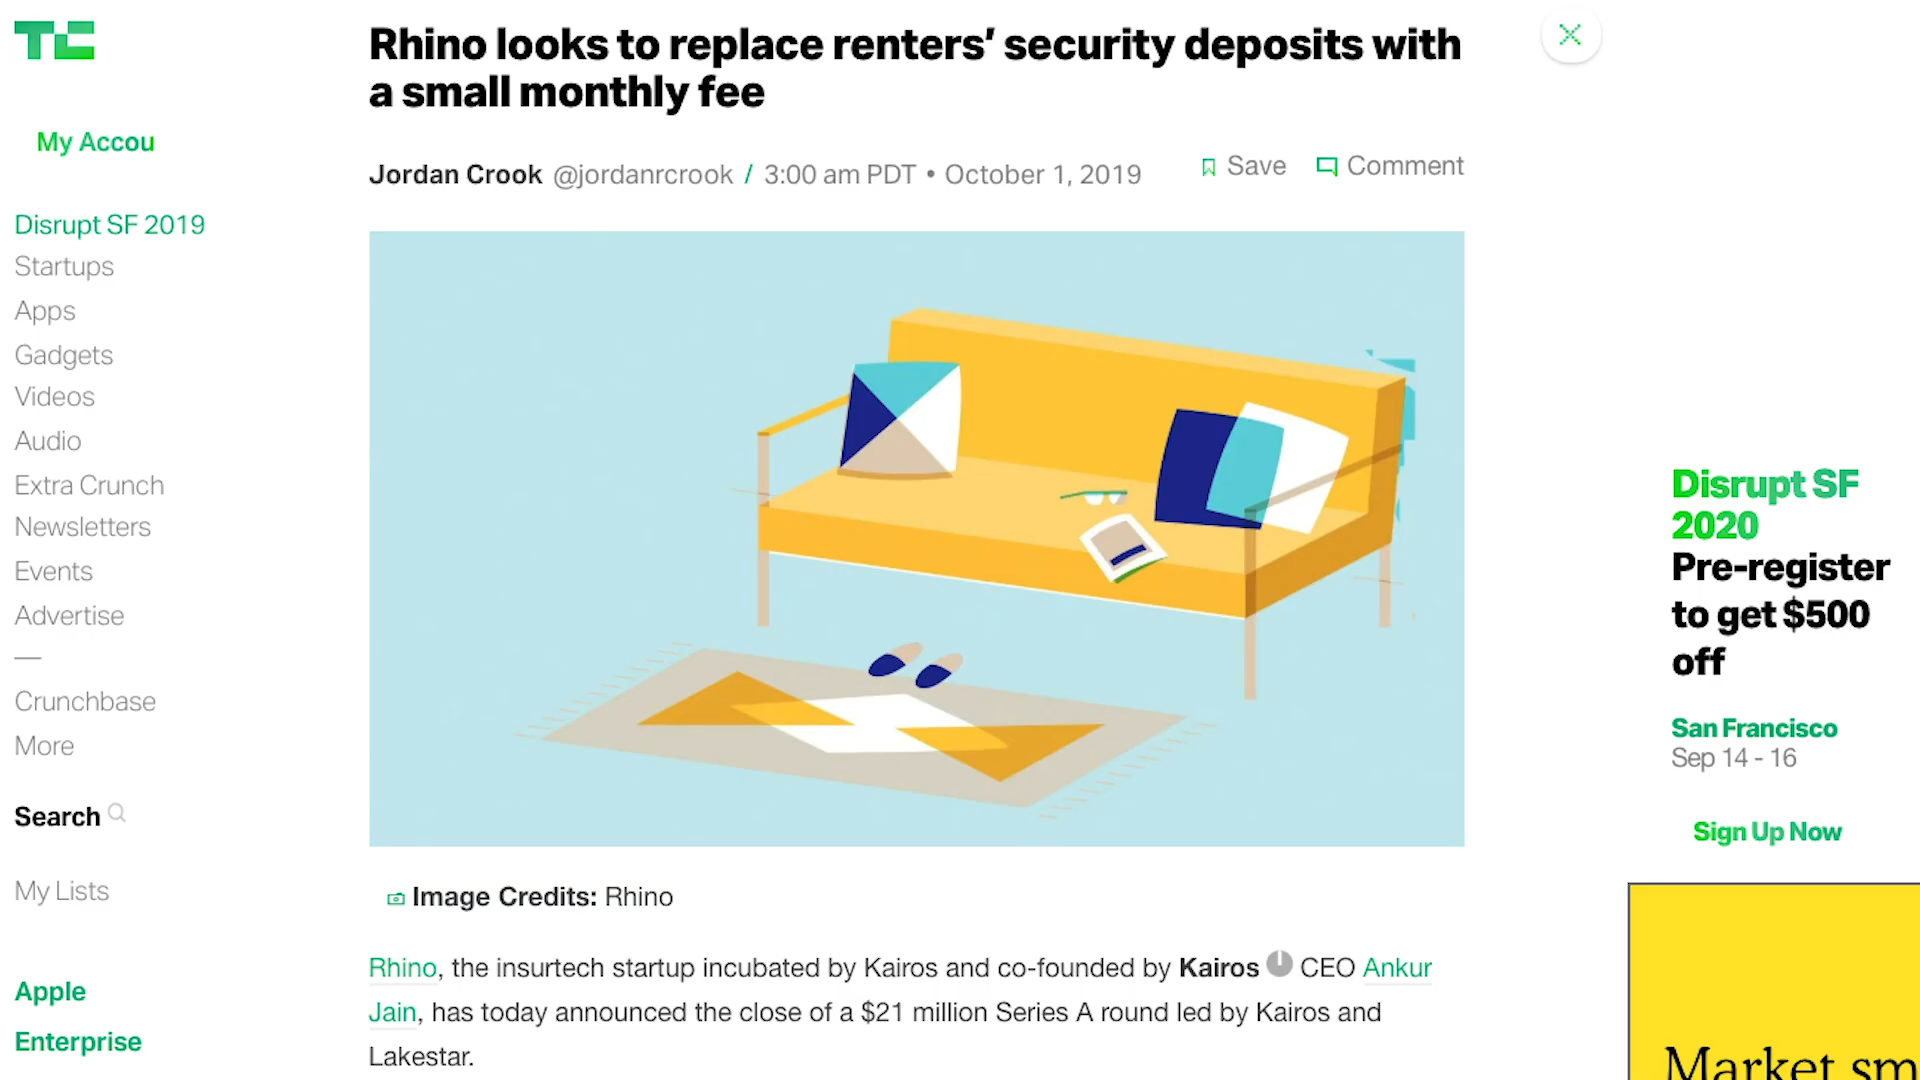 TC
Rhino looks to replace renters’ security deposits with
a small monthly fee
My Accou
Jordan Crook @jordanrcrook / 3:00 am PDT • October 1, 2019
Save
Comment
Disrupt SF 2019
Startups
Apps
Gadgets
Videos
Audio
Extra Crunch
Newsletters
Events
Advertise
—
Crunchbase
More
Search
My Lists
Apple
Enterprise
Image Credits: Rhino
Rhino, the insurtech startup incubated by Kairos and co-founded by Kairos CEO Ankur
Jain, has today announced the close of a $21 million Series A round led by Kairos and
Lakestar.
Disrupt SF
2020
Pre-register
to get $500
off
San Francisco
Sep 14 - 16
Sign Up Now
Market sm